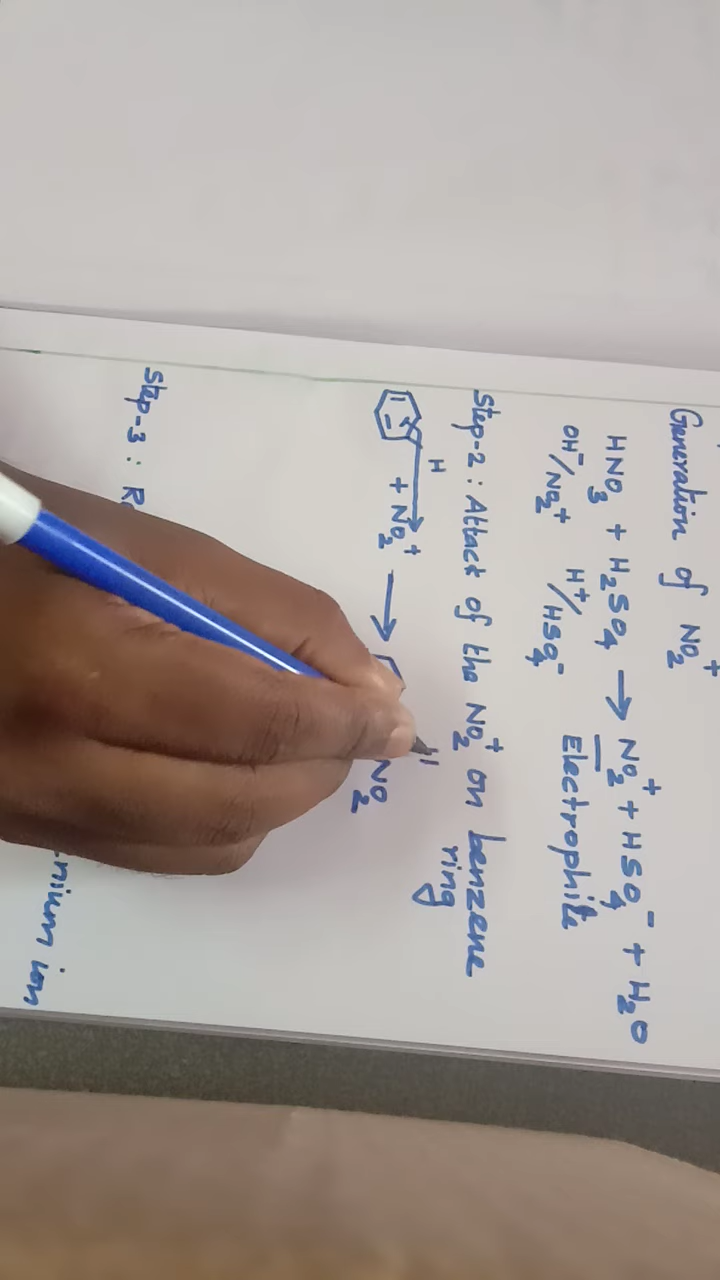 Generation of NO₂⁺
HNO₃ + H₂SO₄ → NO₂⁺ + HSO₄⁻ + H₂O
OH⁻/NO₂⁺ H⁺/HSO₄⁻ Electrophile
Step-2 : Attack of the NO₂⁺ on benzene
ring
H
+ NO₂⁺ → NO₂
Step-3 :
ion